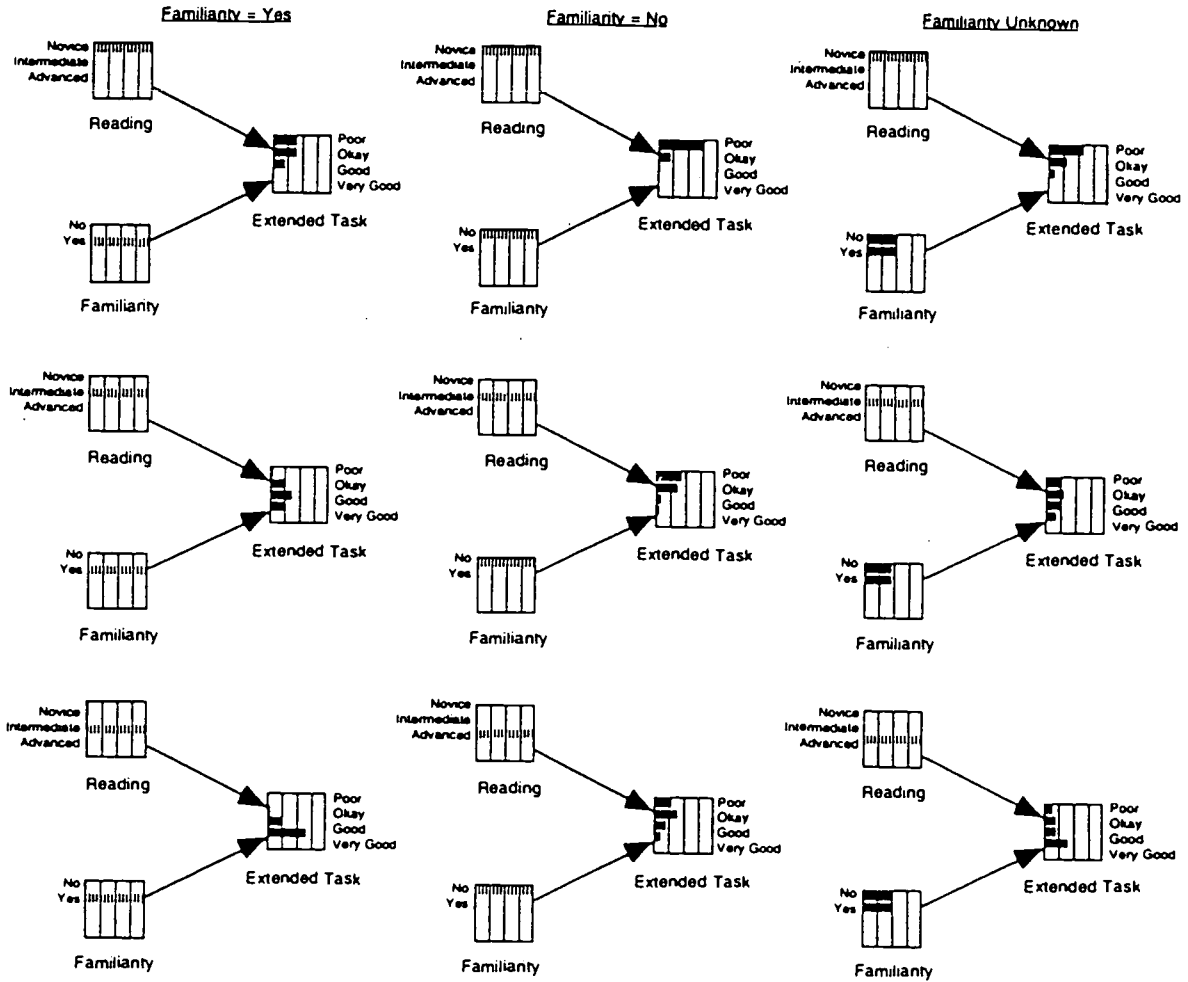 Familiarity = Yes
Familiarity = No
Familiarity Unknown
Novice
Intermediate
Advanced
Reading
Poor
Okay
Good
Very Good
Extended Task
No
Yes
Familiarity
Novice
Intermediate
Advanced
Reading
Poor
Okay
Good
Very Good
Extended Task
No
Yes
Familiarity
Novice
Intermediate
Advanced
Reading
Poor
Okay
Good
Very Good
Extended Task
No
Yes
Familiarity
Novice
Intermediate
Advanced
Reading
Poor
Okay
Good
Very Good
Extended Task
No
Yes
Familiarity
Novice
Intermediate
Advanced
Reading
Poor
Okay
Good
Very Good
Extended Task
No
Yes
Familiarity
Novice
Intermediate
Advanced
Reading
Poor
Okay
Good
Very Good
Extended Task
No
Yes
Familiarity
Novice
Intermediate
Advanced
Reading
Poor
Okay
Good
Very Good
Extended Task
No
Yes
Familiarity
Novice
Intermediate
Advanced
Reading
Poor
Okay
Good
Very Good
Extended Task
No
Yes
Familiarity
Novice
Intermediate
Advanced
Reading
Poor
Okay
Good
Very Good
Extended Task
No
Yes
Familiarity